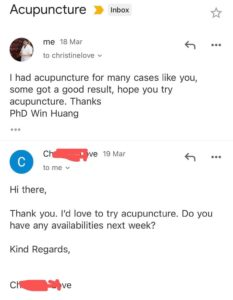 Acupuncture Inbox
me 18 Mar
to christinelove
I had acupuncture for many cases like you,
some got a good result, hope you try
acupuncture. Thanks
PhD Win Huang
C
Ch ve 19 Mar
to me
Hi there,
Thank you. I'd love to try acupuncture. Do you
have any availabilities next week?
Kind Regards,
Ch ve